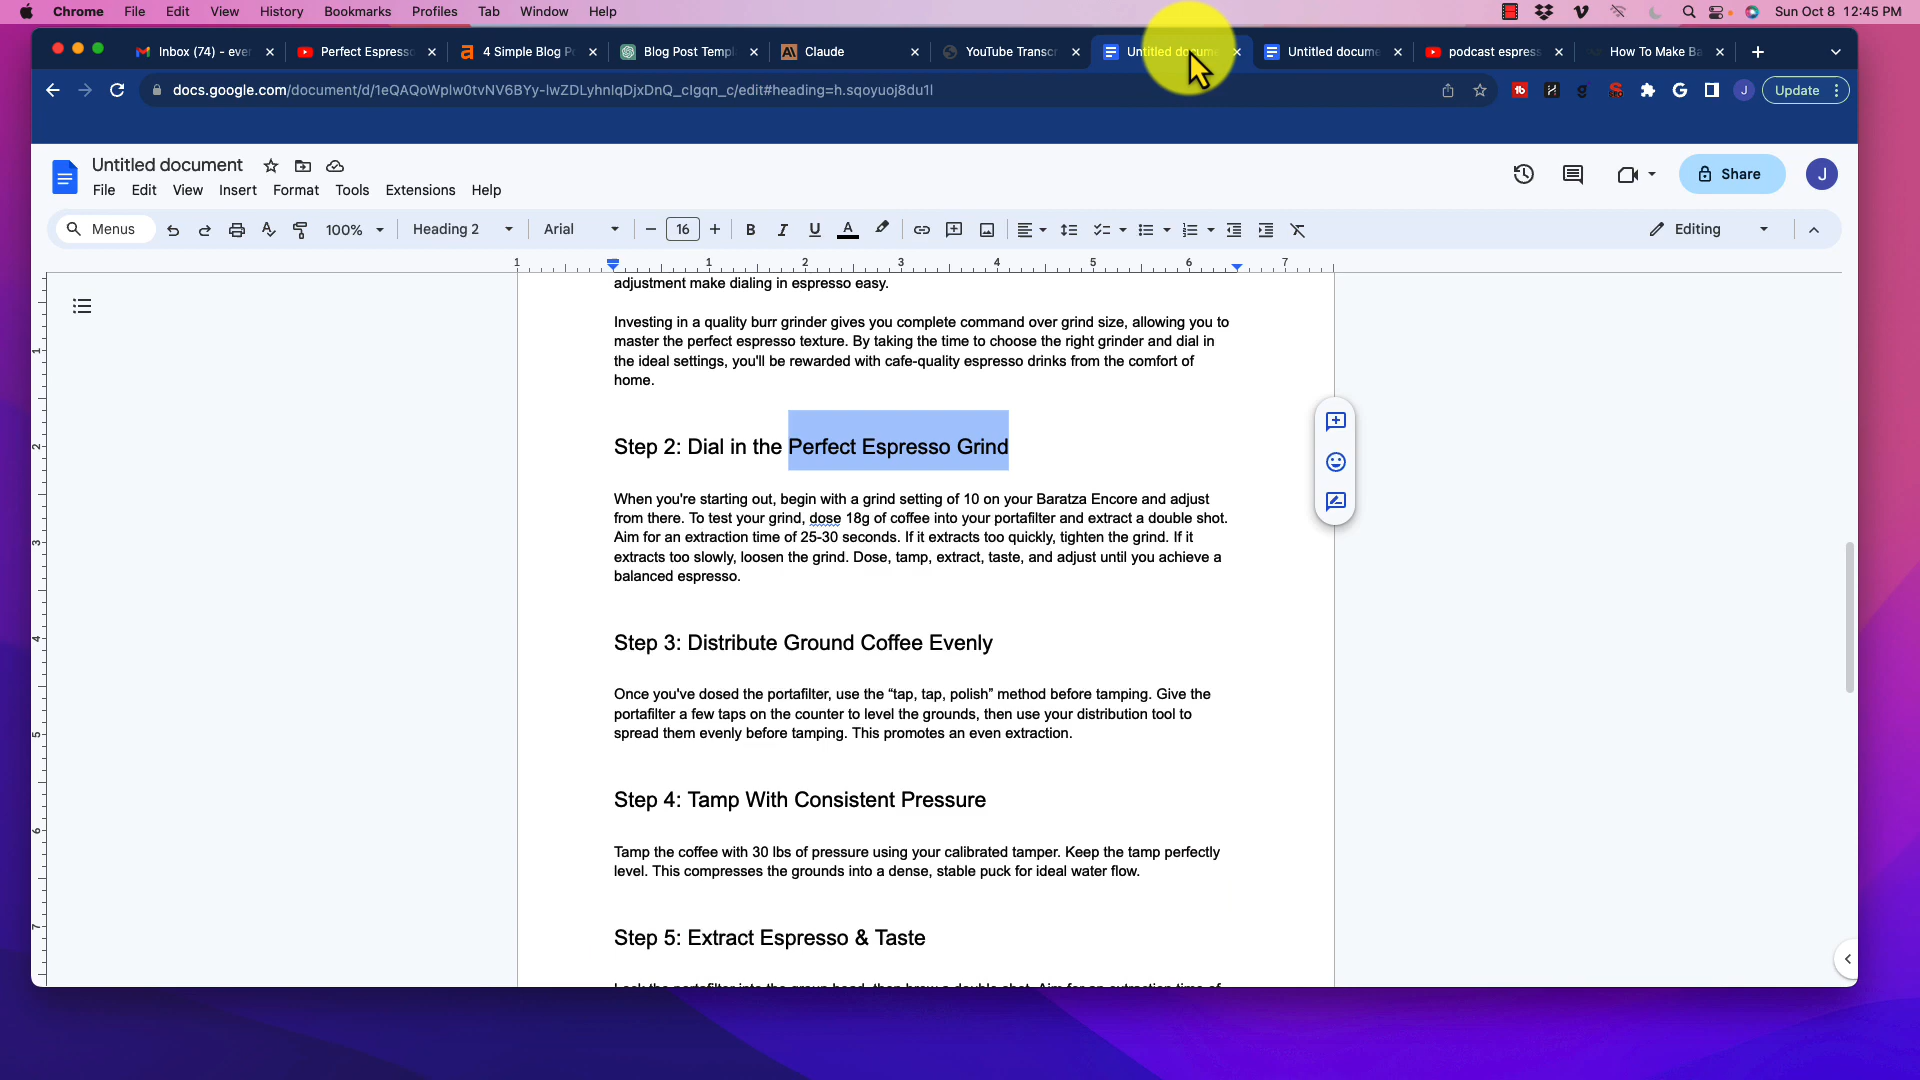 Chrome File Edit View History Bookmarks Profiles Tab Window Help Sun Oct 8 12:45 PM
Inbox (74) - eve Perfect Espresso 4 Simple Blog P Blog Post Templ Claude YouTube Transcr Untitled docume Untitled docume podcast espress How To Make Ba
docs.google.com/document/d/1eQAQoWplw0tvNV6BYy-lwZDLyhnlqDjxDnQ_clgqn_c/edit#heading=h.sqoyuoj8du1l Update
Untitled document
File Edit View Insert Format Tools Extensions Help
Share J
Menus 100% Heading 2 Arial 16 B I U A Editing
1 1 2 3 4 5 6 7
adjustment make dialing in espresso easy.
Investing in a quality burr grinder gives you complete command over grind size, allowing you to
master the perfect espresso texture. By taking the time to choose the right grinder and dial in
the ideal settings, you'll be rewarded with cafe-quality espresso drinks from the comfort of
home.
Step 2: Dial in the Perfect Espresso Grind
When you're starting out, begin with a grind setting of 10 on your Baratza Encore and adjust
from there. To test your grind, dose 18g of coffee into your portafilter and extract a double shot.
Aim for an extraction time of 25-30 seconds. If it extracts too quickly, tighten the grind. If it
extracts too slowly, loosen the grind. Dose, tamp, extract, taste, and adjust until you achieve a
balanced espresso.
Step 3: Distribute Ground Coffee Evenly
Once you've dosed the portafilter, use the “tap, tap, polish” method before tamping. Give the
portafilter a few taps on the counter to level the grounds, then use your distribution tool to
spread them evenly before tamping. This promotes an even extraction.
Step 4: Tamp With Consistent Pressure
Tamp the coffee with 30 lbs of pressure using your calibrated tamper. Keep the tamp perfectly
level. This compresses the grounds into a dense, stable puck for ideal water flow.
Step 5: Extract Espresso & Taste